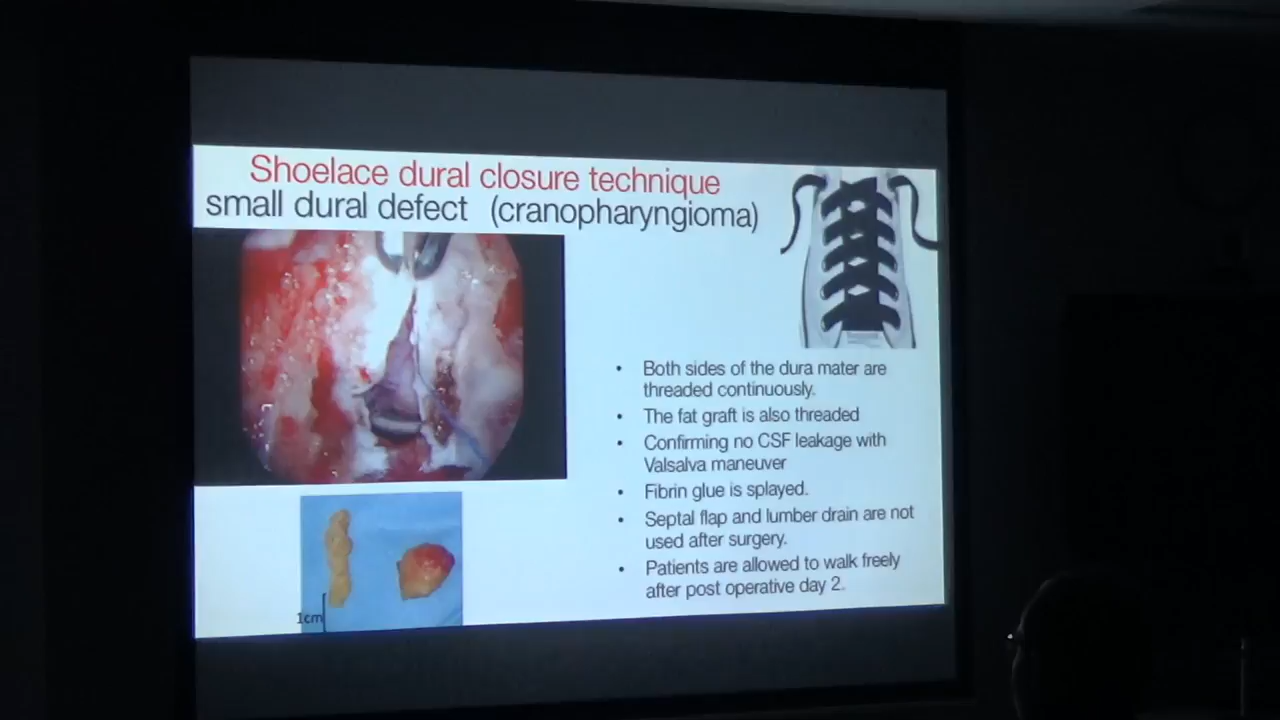 Shoelace dural closure technique
small dural defect (cranopharyngioma)
• Both sides of the dura mater are
threaded continuously.
• The fat graft is also threaded
• Confirming no CSF leakage with
Valsalva maneuver
• Fibrin glue is splayed.
• Septal flap and lumber drain are not
used after surgery.
• Patients are allowed to walk freely
after post operative day 2.
1cm